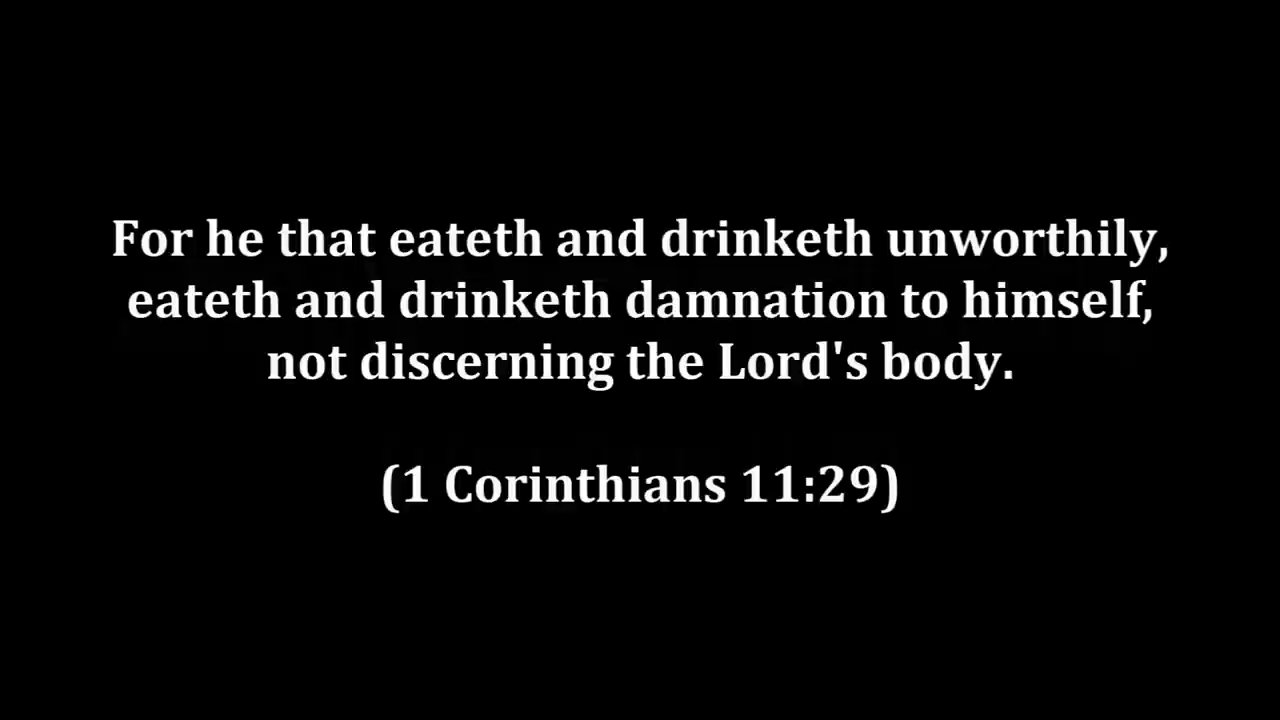 For he that eateth and drinketh unworthily,
eateth and drinketh damnation to himself,
not discerning the Lord's body.
(1 Corinthians 11:29)